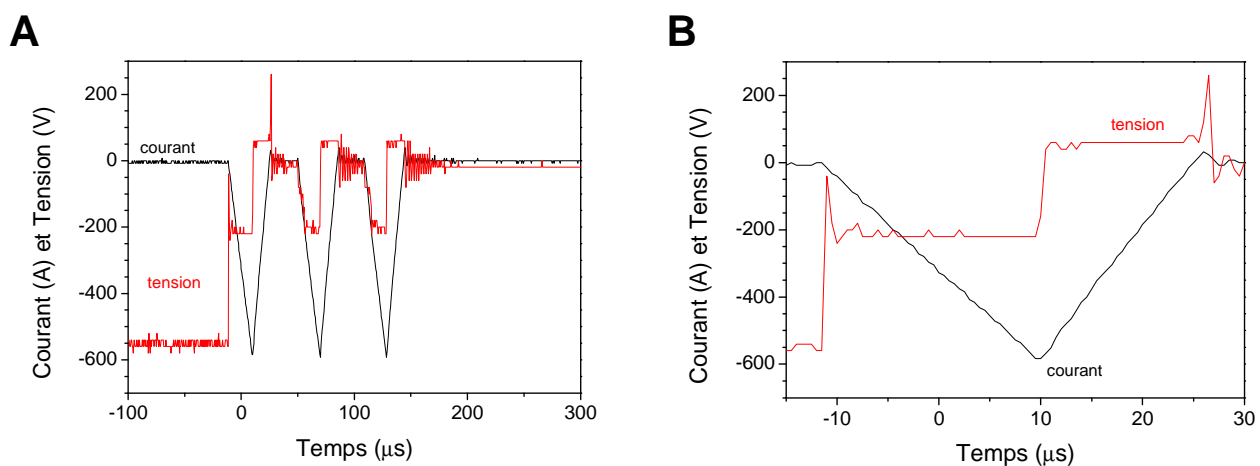 A
Courant (A) et Tension (V)
200
0
-200
-400
-600
courant
tension
-100
0
100
200
300
Temps (μs)
B
Courant (A) et Tension (V)
200
0
-200
-400
-600
tension
courant
-10
0
10
20
30
Temps (μs)